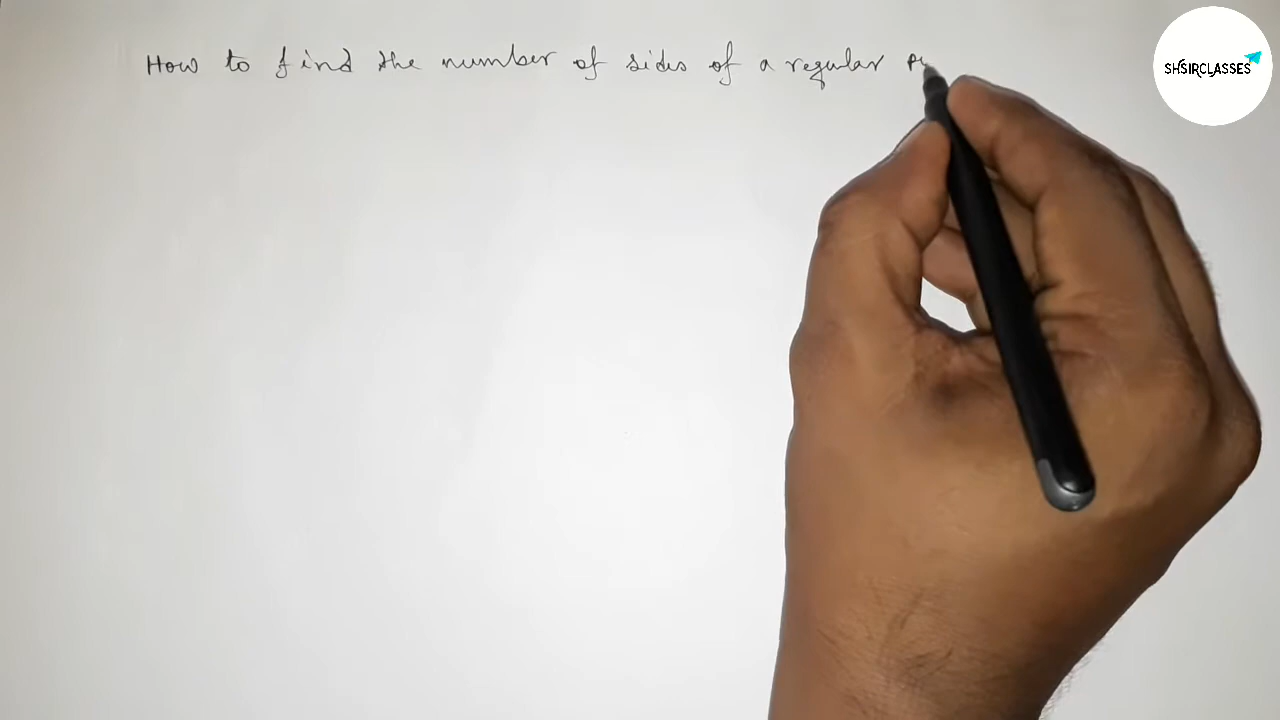 How to find the number of sides of a regular
SHSIRCLASSES